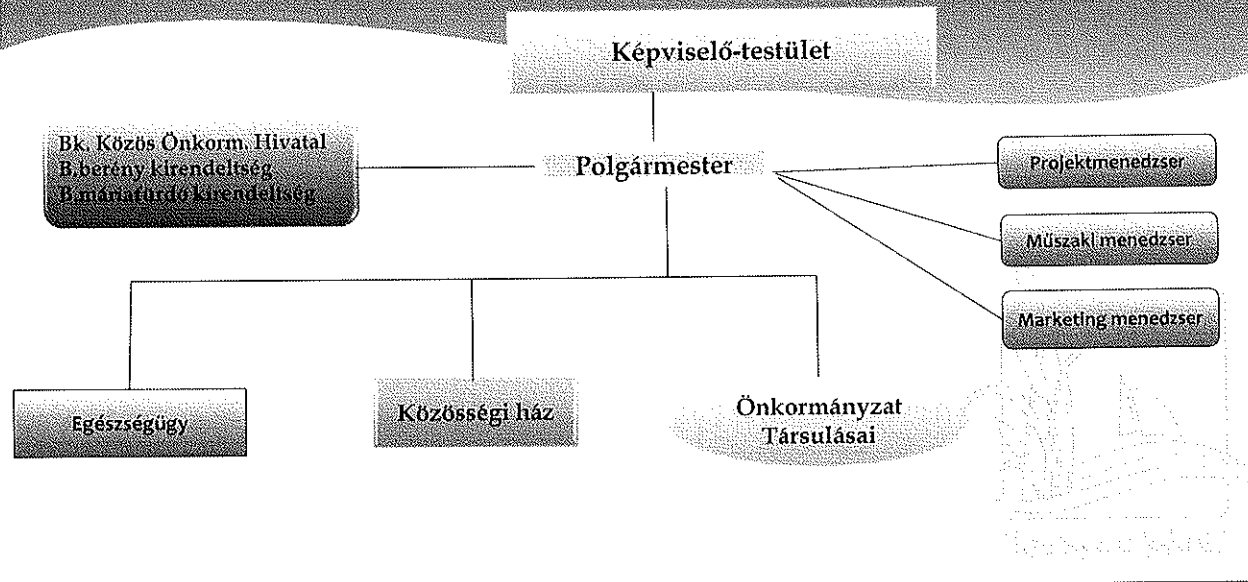 Képviselő-testület
Bk. Közös Önkorm. Hivatal
B.berény kirendeltség
B.máriafürdő kirendeltség
Polgármester
Projektmenedzser
Műszaki menedzser
Marketing menedzser
Egészségügy
Közösségi ház
Önkormányzat
Társulásai